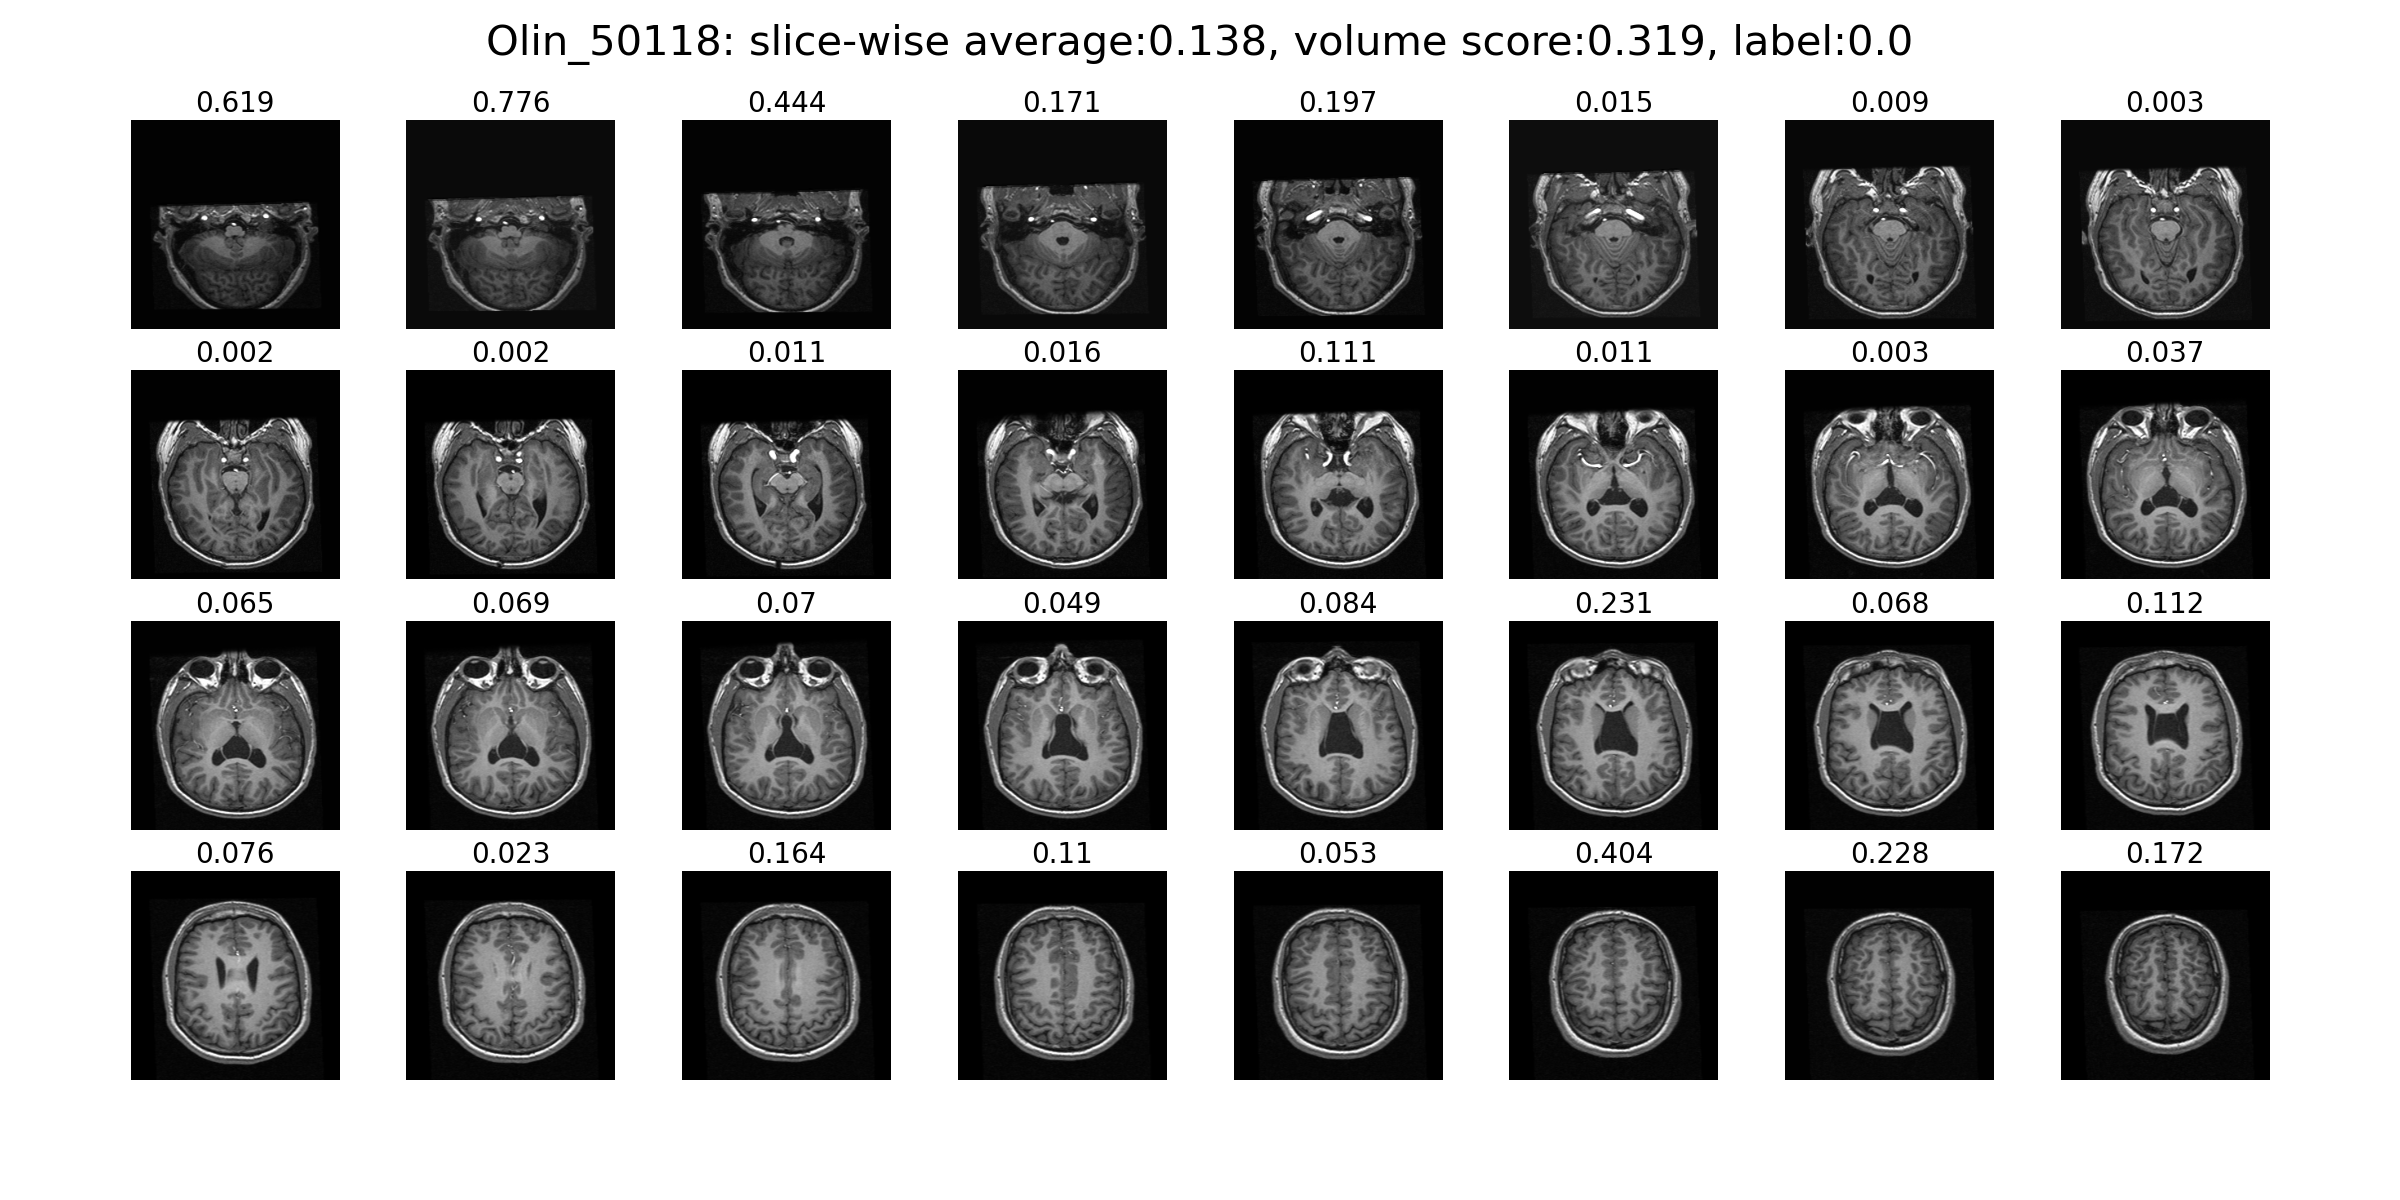 Olin_50118: slice-wise average:0.138, volume score:0.319, label:0.0
0.619 0.776 0.444 0.171 0.197 0.015 0.009 0.003
0.002 0.002 0.011 0.016 0.111 0.011 0.003 0.037
0.065 0.069 0.07 0.049 0.084 0.231 0.068 0.112
0.076 0.023 0.164 0.11 0.053 0.404 0.228 0.172